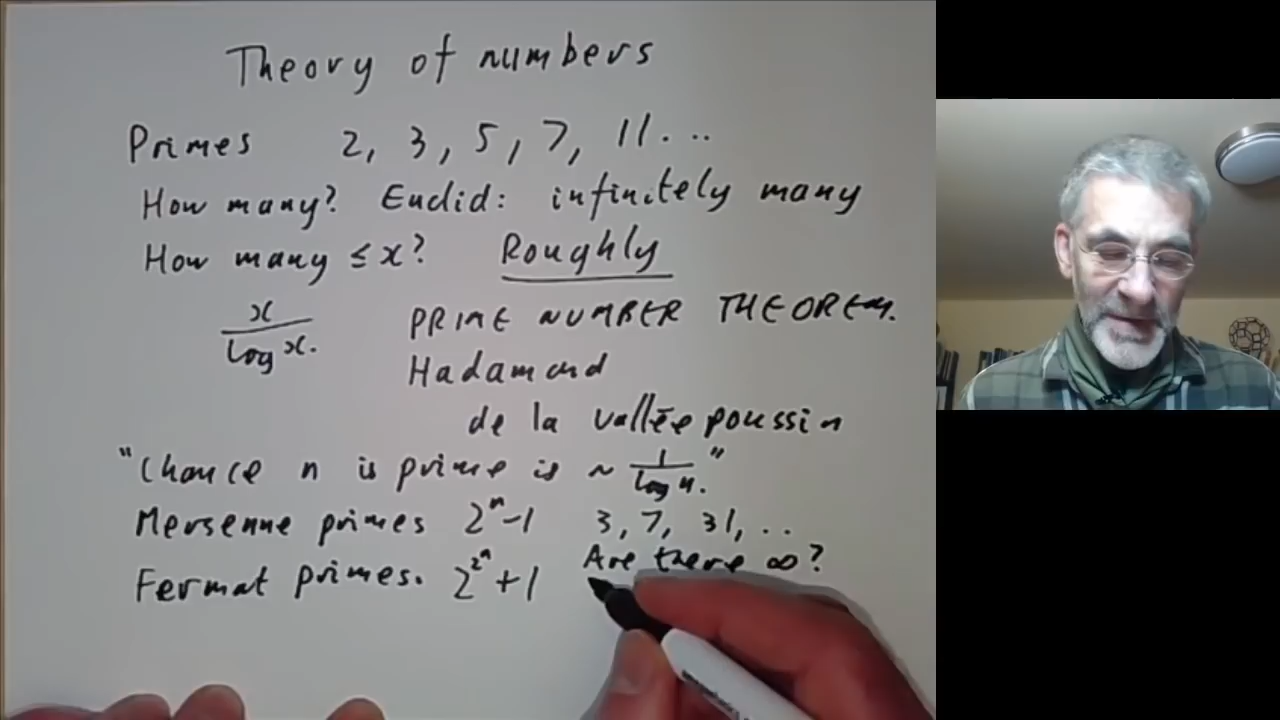 Theory of numbers
Primes 2, 3, 5, 7, 11...
How many? Euclid: infinitely many
How many ≤ x? Roughly
x/log x. PRIME NUMBER THEOREM.
Hadamard
de la vallée poussin
"Chance n is prime is ~ 1/log n."
Mersenne primes 2^n-1 3, 7, 31, ..
Are there ∞?
Fermat primes. 2^2^n+1